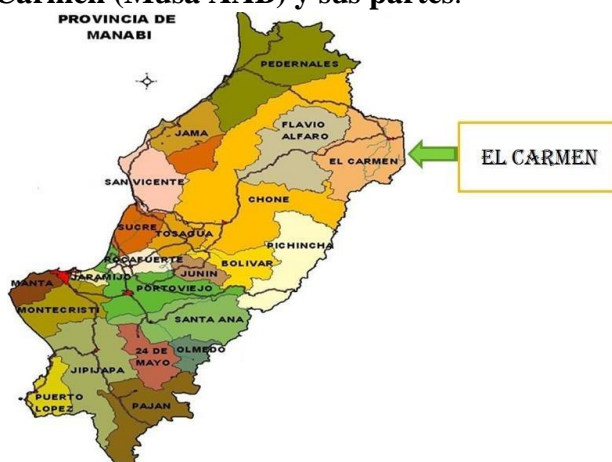 Carmen (Musa AAB) y sus partes.
PROVINCIA DE
MANABI
PEDERNALES
JAMA
FLAVIO
ALFARO
EL CARMEN
EL CARMEN
SAN VICENTE
CHONE
SUCRE
TOSAGUA
PICHINCHA
ROCAFUERTE
BOLIVAR
JUNIN
MANTA
JARAMIJO
PORTOVIEJO
MONTECRISTI
SANTA ANA
24 DE
MAYO
OLMEDO
JIPIJAPA
PUERTO
LOPEZ
PAJAN